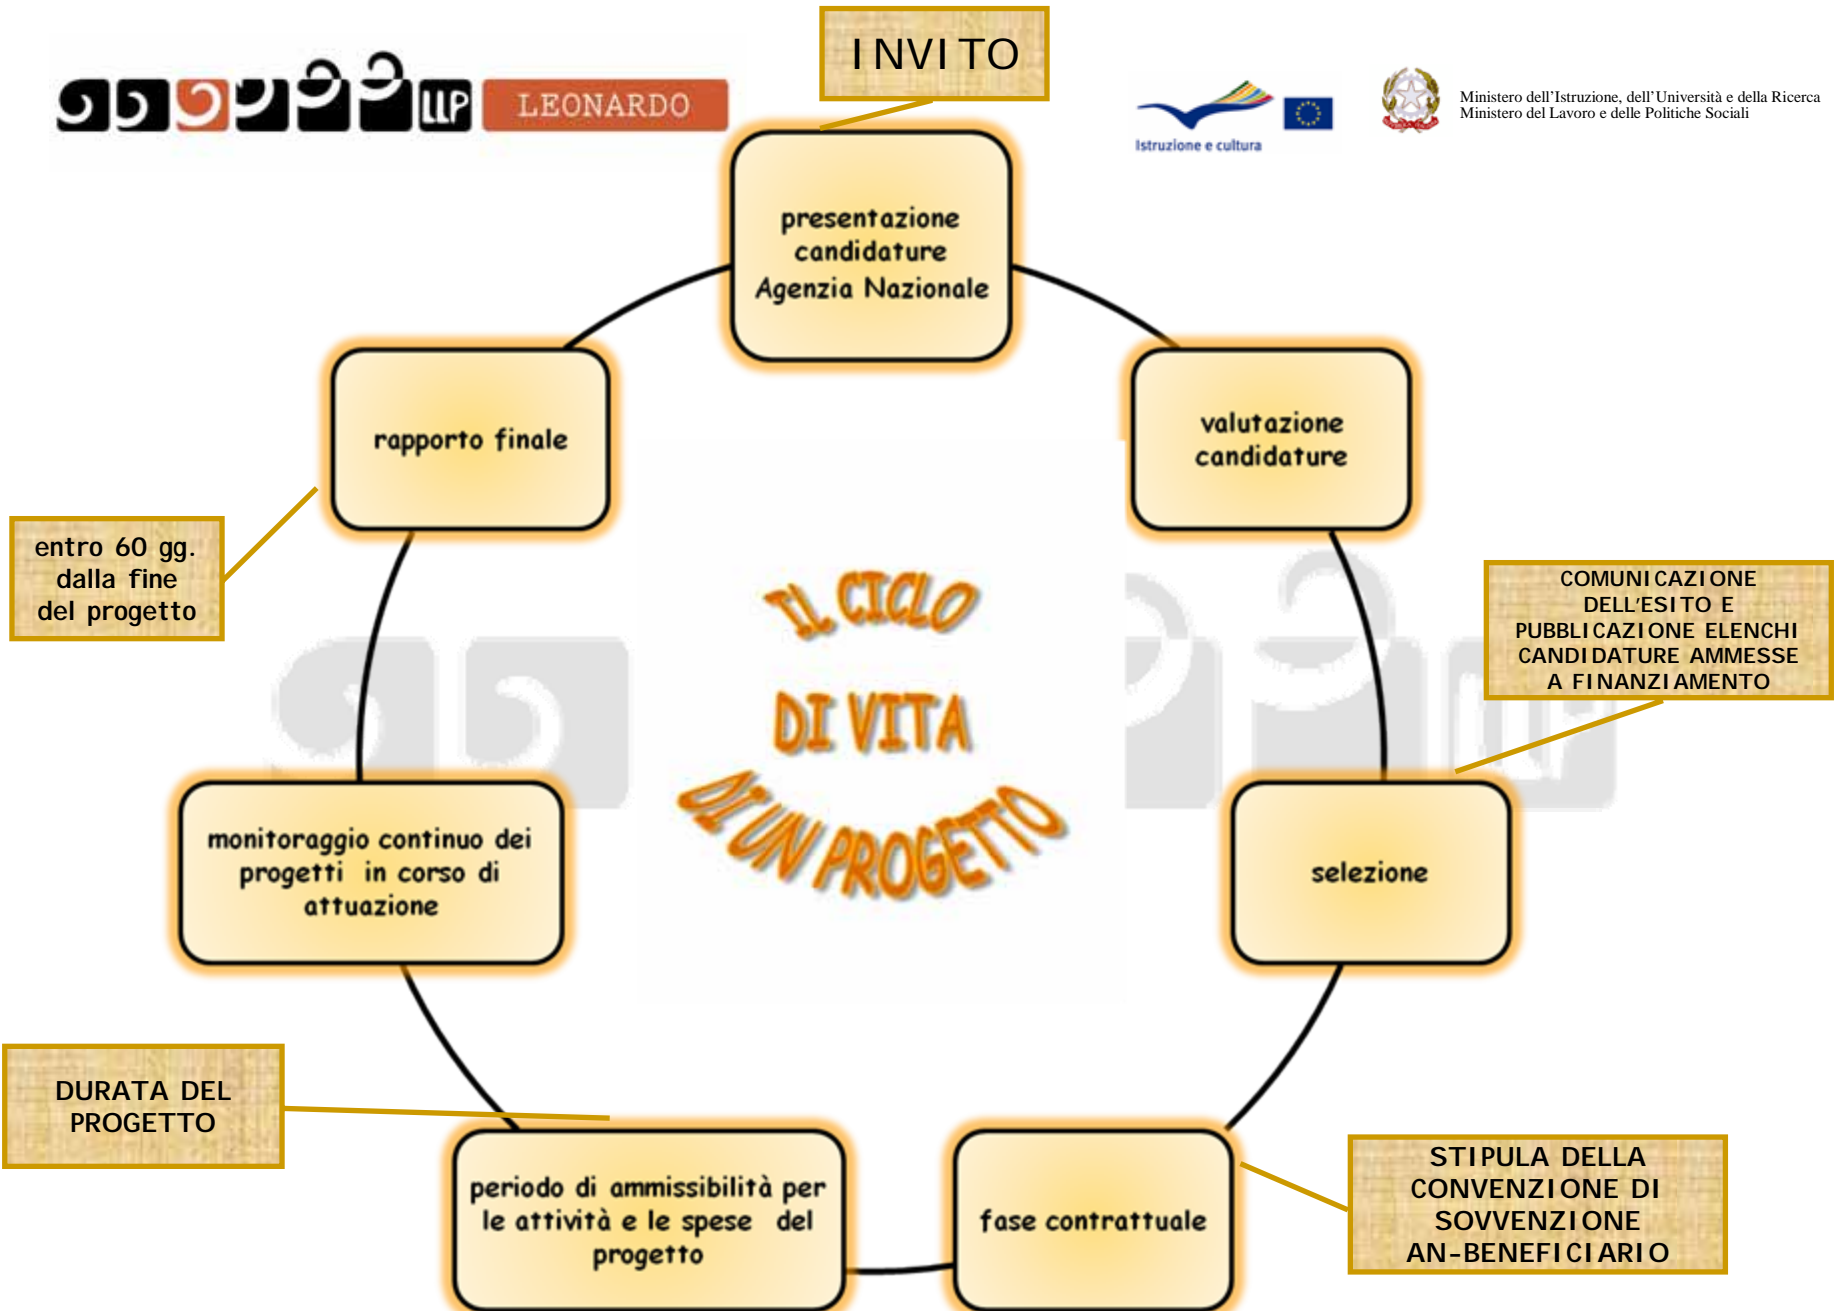 INVITO
LLP LEONARDO
Istruzione e cultura
Ministero dell'Istruzione, dell'Università e della Ricerca
Ministero del Lavoro e delle Politiche Sociali
presentazione
candidature
Agenzia Nazionale
valutazione
candidature
COMUNICAZIONE
DELL'ESITO E
PUBBLICAZIONE ELENCHI
CANDIDATURE AMMESSE
A FINANZIAMENTO
selezione
fase contrattuale
STIPULA DELLA
CONVENZIONE DI
SOVVENZIONE
AN-BENEFICIARIO
periodo di ammissibilità per
le attività e le spese del
progetto
DURATA DEL
PROGETTO
monitoraggio continuo dei
progetti in corso di
attuazione
rapporto finale
entro 60 gg.
dalla fine
del progetto
IL CICLO
DI VITA
DI UN PROGETTO